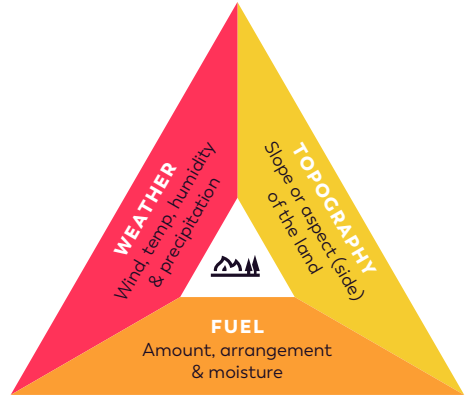 WEATHER
Wind, temp, humidity
& precipitation
TOPOGRAPHY
Slope or aspect (side)
of the land
FUEL
Amount, arrangement
& moisture